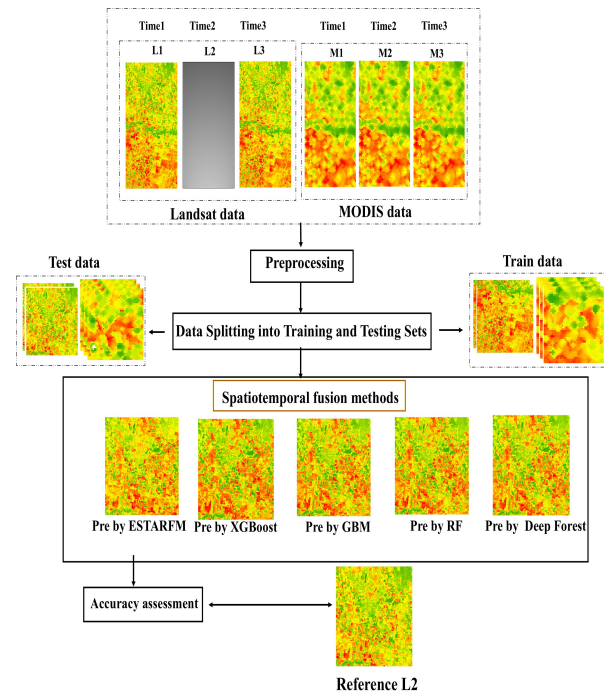 Time1 Time2 Time3 Time1 Time2 Time3
L1 L2 L3 M1 M2 M3
Landsat data MODIS data
Preprocessing
Test data Train data
Data Splitting into Training and Testing Sets
Spatiotemporal fusion methods
Pre by ESTARFM Pre by XGBoost Pre by GBM Pre by RF Pre by Deep Forest
Accuracy assessment
Reference L2